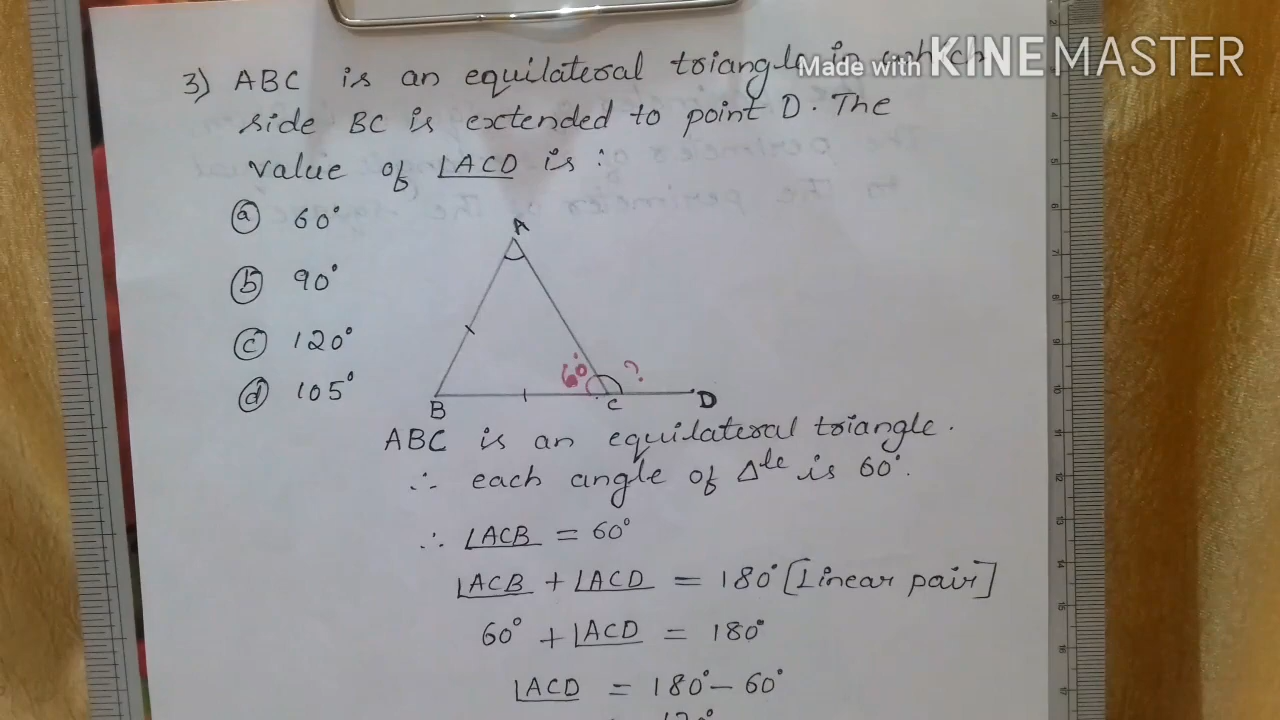 Made with KINEMASTER
3) ABC is an equilateral triangle in which
side BC is extended to point D. The
value of ∠ACD is :
ⓐ 60°
ⓑ 90°
ⓒ 120°
ⓓ 105°
A
60° ?
B C D
ABC is an equilateral triangle.
∴ each angle of Δle is 60°.
∴ ∠ACB = 60°
∠ACB + ∠ACD = 180° [Linear pair]
60° + ∠ACD = 180°
∠ACD = 180° – 60°
= 120°